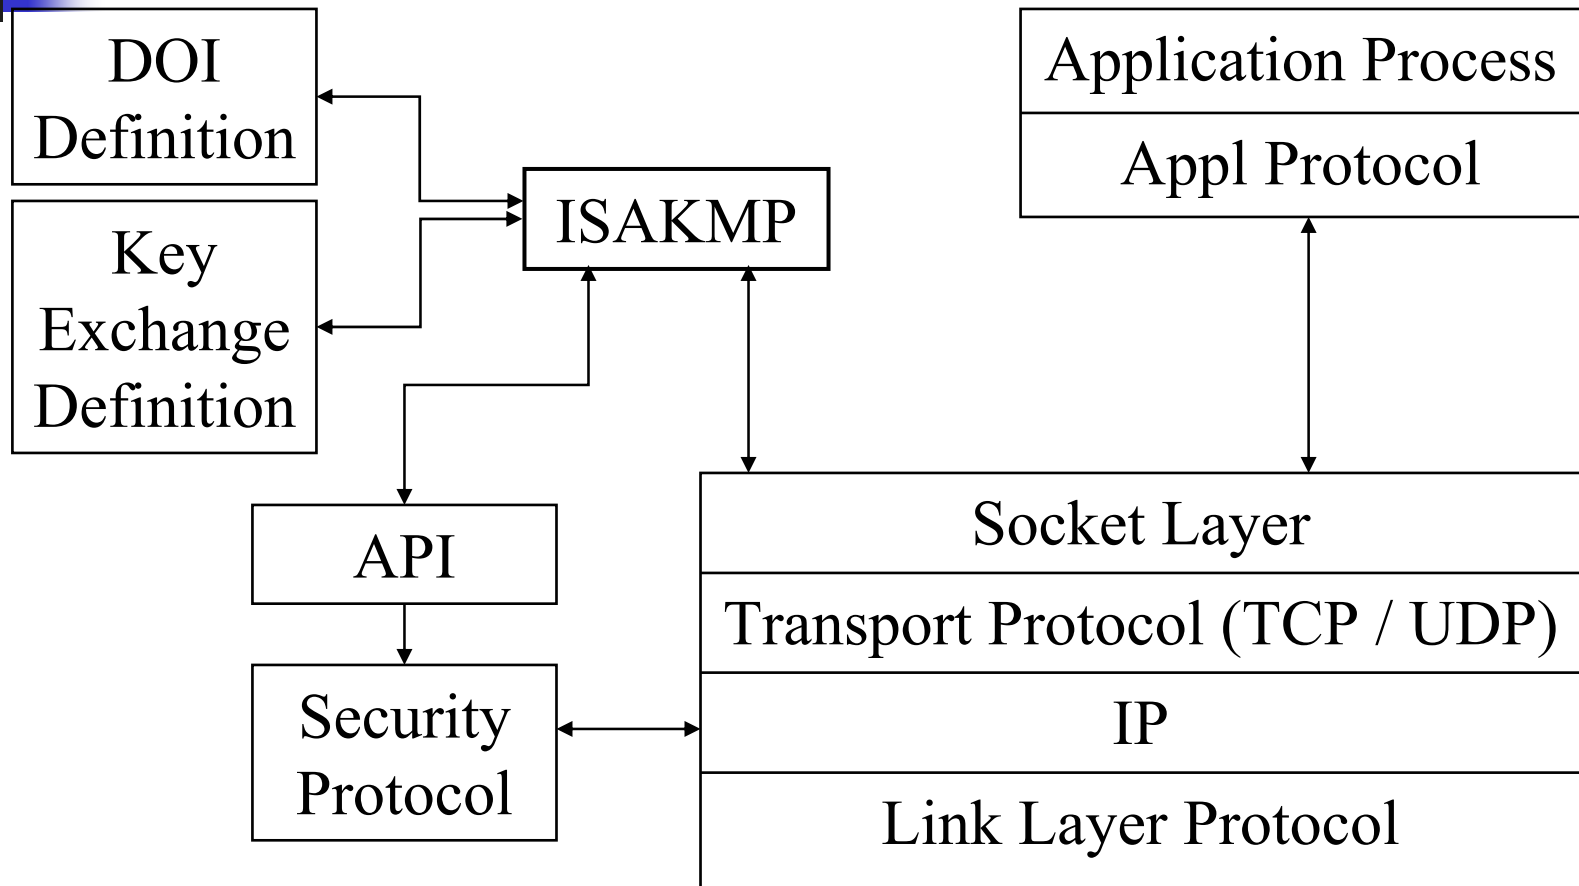 DOI
Definition
Key
Exchange
Definition
ISAKMP
Application Process
Appl Protocol
API
Security
Protocol
Socket Layer
Transport Protocol (TCP / UDP)
IP
Link Layer Protocol